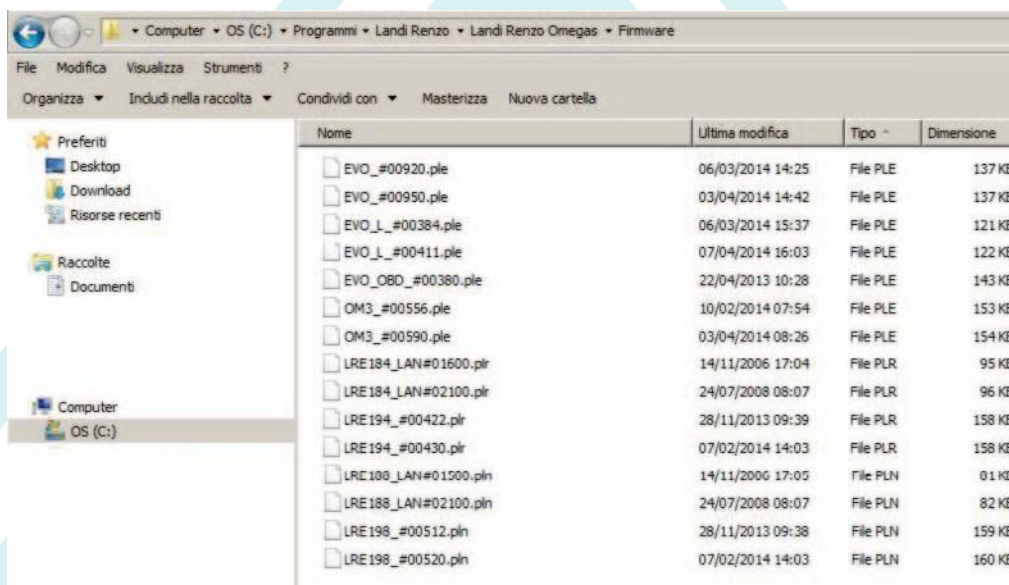 Computer OS (C:) Programmi Landi Renzo Landi Renzo Omegas Firmware
File Modifica Visualizza Strumenti ?
Organizza Includi nella raccolta Condividi con Masterizza Nuova cartella
Preferiti
Desktop
Download
Risorse recenti
Raccolte
Documenti
Computer
OS (C:)
Nome Ultima modifica Tipo Dimensione
EVO_#00920.ple 06/03/2014 14:25 File PLE 137 KB
EVO_#00950.ple 03/04/2014 14:42 File PLE 137 KB
EVO_L_#00384.ple 06/03/2014 15:37 File PLE 121 KB
EVO_L_#00411.ple 07/04/2014 16:03 File PLE 122 KB
EVO_OBD_#00380.ple 22/04/2013 10:28 File PLE 143 KB
OM3_#00556.ple 10/02/2014 07:54 File PLE 153 KB
OM3_#00590.ple 03/04/2014 08:26 File PLE 154 KB
LRE184_LAN#01600.plr 14/11/2006 17:04 File PLR 95 KB
LRE184_LAN#02100.plr 24/07/2008 08:07 File PLR 96 KB
LRE194_#00422.plr 28/11/2013 09:39 File PLR 158 KB
LRE194_#00430.plr 07/02/2014 14:03 File PLR 158 KB
LRE188_LAN#01500.pln 14/11/2006 17:05 File PLN 81 KB
LRE188_LAN#02100.pln 24/07/2008 08:07 File PLN 82 KB
LRE198_#00512.pln 28/11/2013 09:38 File PLN 159 KB
LRE198_#00520.pln 07/02/2014 14:03 File PLN 160 KB